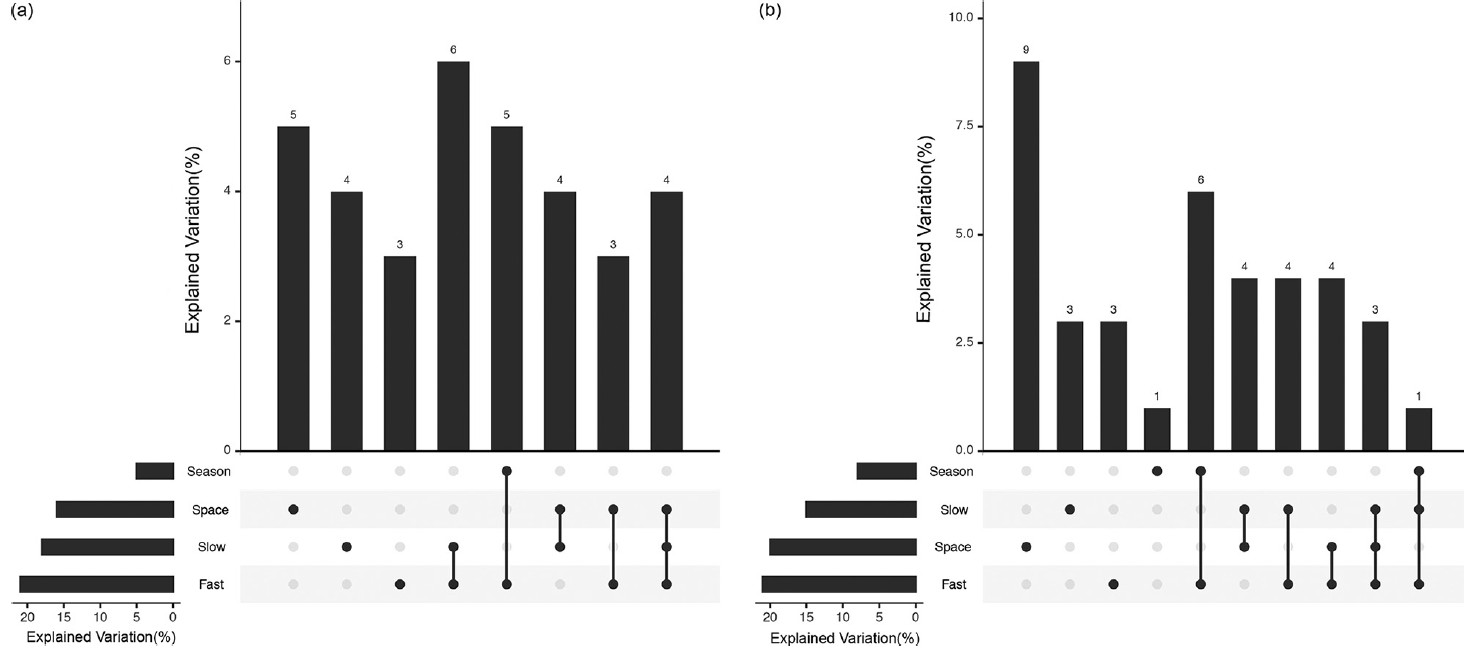 (a)
Explained Variation(%)
6
4
2
0
5
4
3
6
5
4
3
4
Season
Space
Slow
Fast
20 15 10 5 0
Explained Variation(%)
(b)
Explained Variation(%)
10.0
7.5
5.0
2.5
0.0
9
3
3
1
6
4
4
4
3
1
Season
Slow
Space
Fast
20 15 10 5 0
Explained Variation(%)